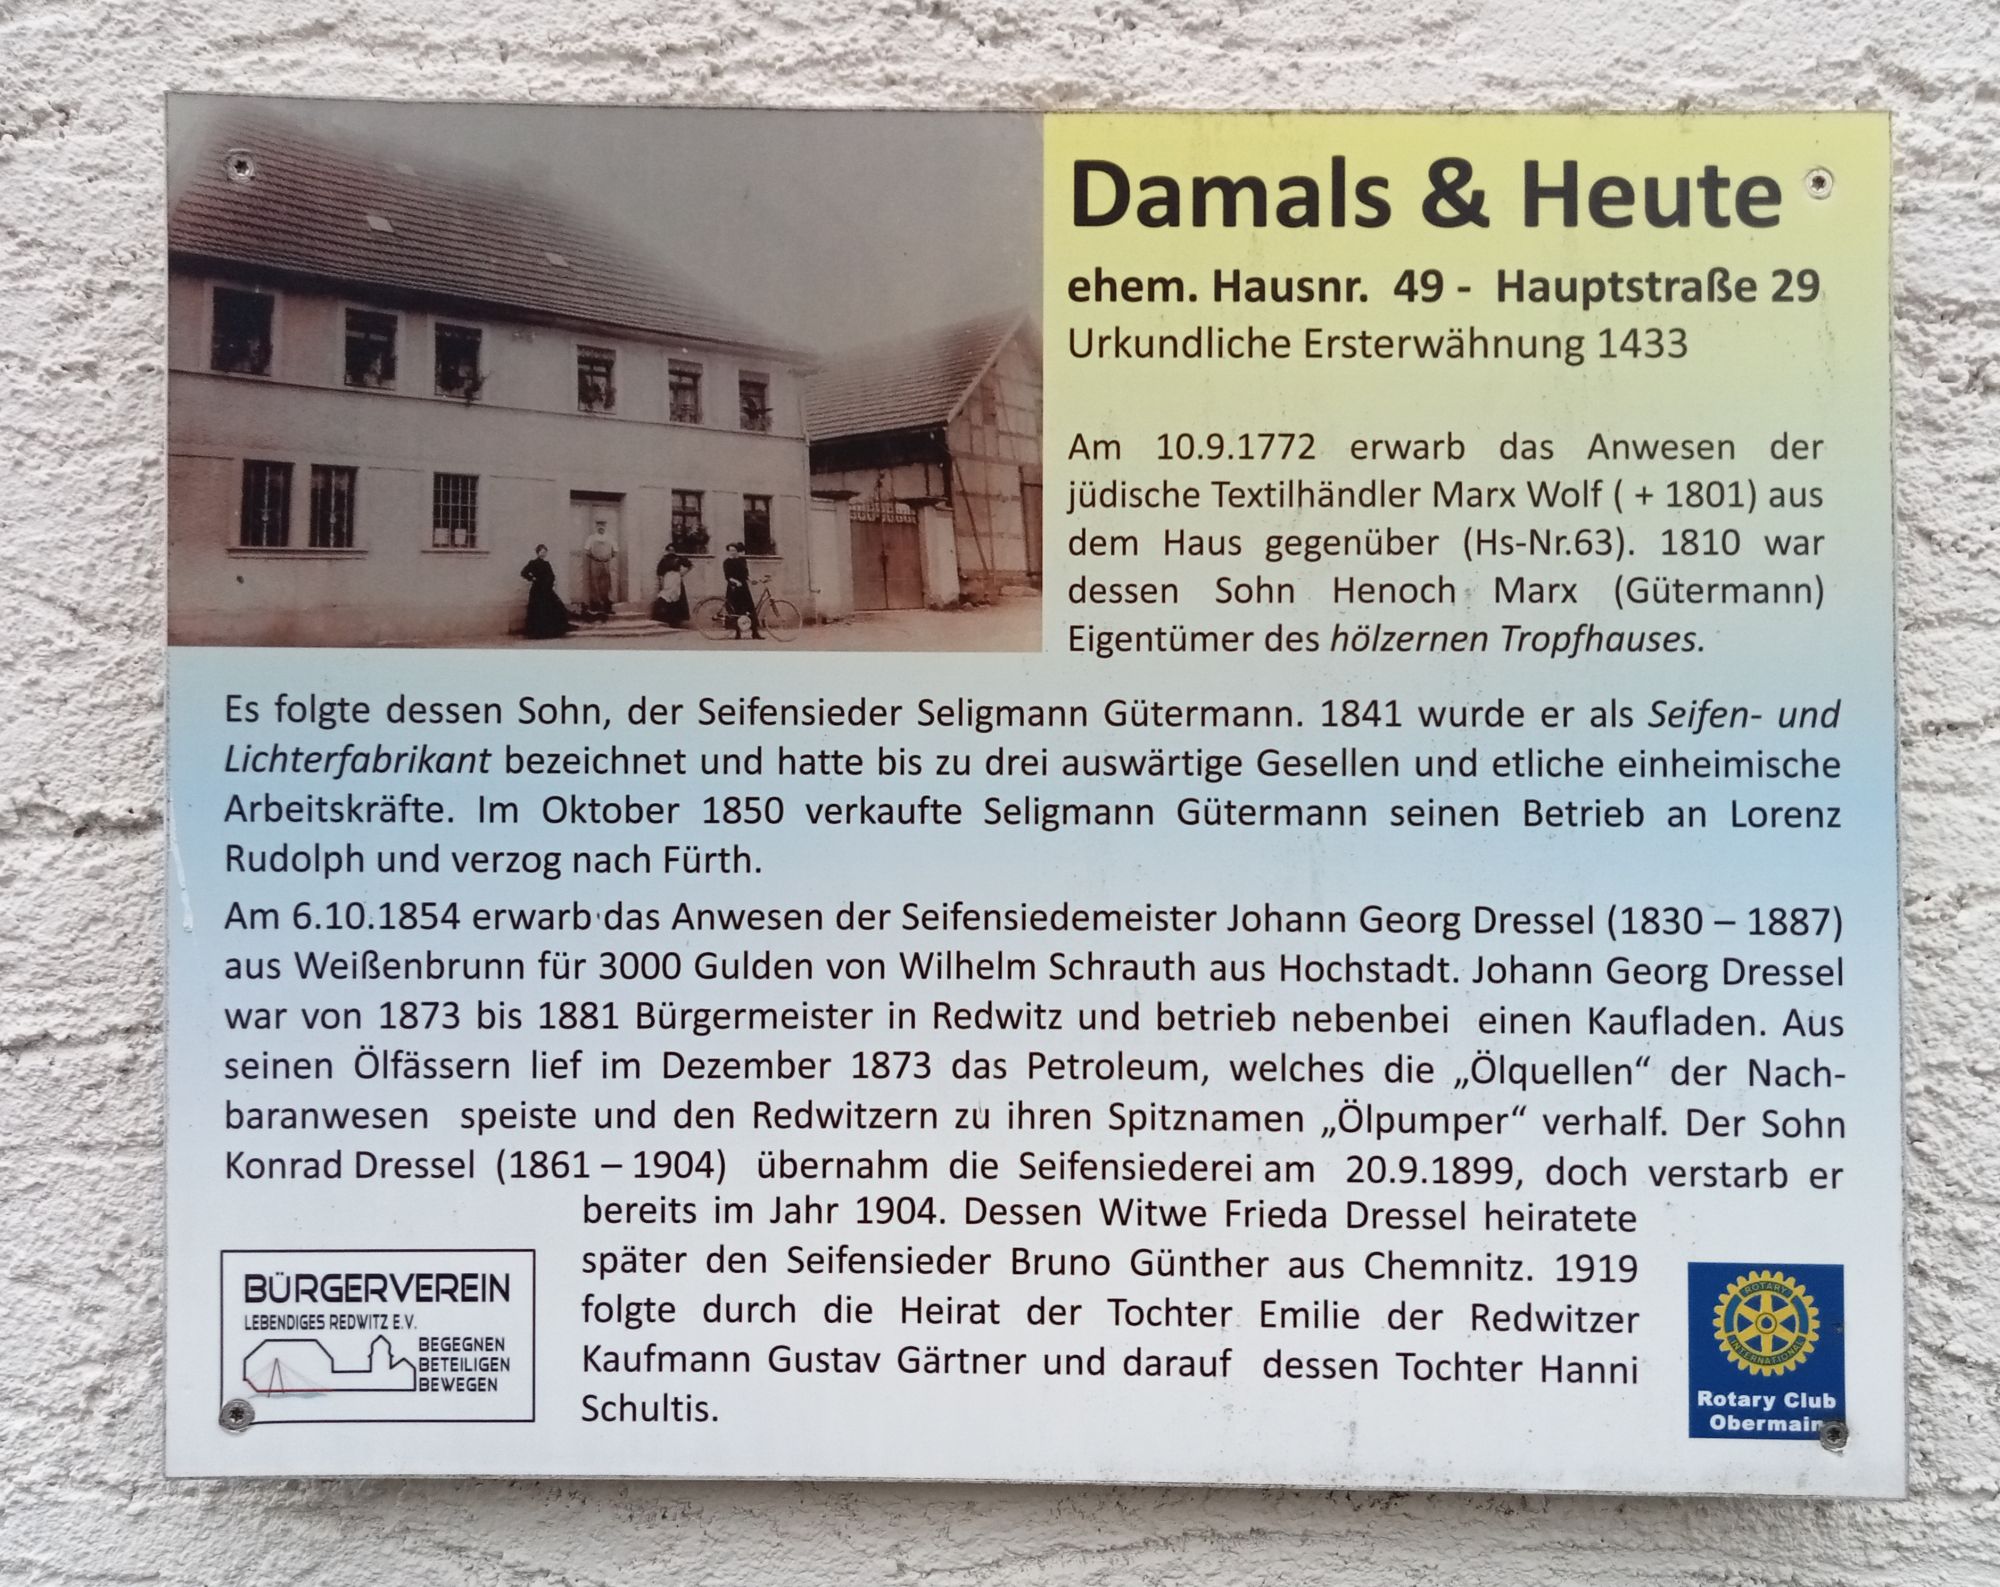 Damals & Heute
ehem. Hausnr. 49 - Hauptstraße 29
Urkundliche Ersterwähnung 1433
Am 10.9.1772 erwarb das Anwesen der
jüdische Textilhändler Marx Wolf ( + 1801) aus
dem Haus gegenüber (Hs-Nr.63). 1810 war
dessen Sohn Henoch Marx (Gütermann)
Eigentümer des hölzernen Tropfhauses.
Es folgte dessen Sohn, der Seifensieder Seligmann Gütermann. 1841 wurde er als Seifen- und
Lichterfabrikant bezeichnet und hatte bis zu drei auswärtige Gesellen und etliche einheimische
Arbeitskräfte. Im Oktober 1850 verkaufte Seligmann Gütermann seinen Betrieb an Lorenz
Rudolph und verzog nach Fürth.
Am 6.10.1854 erwarb das Anwesen der Seifensiedemeister Johann Georg Dressel (1830 – 1887)
aus Weißenbrunn für 3000 Gulden von Wilhelm Schrauth aus Hochstadt. Johann Georg Dressel
war von 1873 bis 1881 Bürgermeister in Redwitz und betrieb nebenbei einen Kaufladen. Aus
seinen Ölfässern lief im Dezember 1873 das Petroleum, welches die „Ölquellen“ der Nach-
baranwesen speiste und den Redwitzern zu ihren Spitznamen „Ölpumper“ verhalf. Der Sohn
Konrad Dressel (1861 – 1904) übernahm die Seifensiederei am 20.9.1899, doch verstarb er
bereits im Jahr 1904. Dessen Witwe Frieda Dressel heiratete
später den Seifensieder Bruno Günther aus Chemnitz. 1919
folgte durch die Heirat der Tochter Emilie der Redwitzer
Kaufmann Gustav Gärtner und darauf dessen Tochter Hanni
Schultis.
BÜRGERVEREIN
LEBENDIGES REDWITZ E.V.
BEGEGNEN
BETEILIGEN
BEWEGEN
ROTARY
INTERNATIONAL
Rotary Club
Obermain